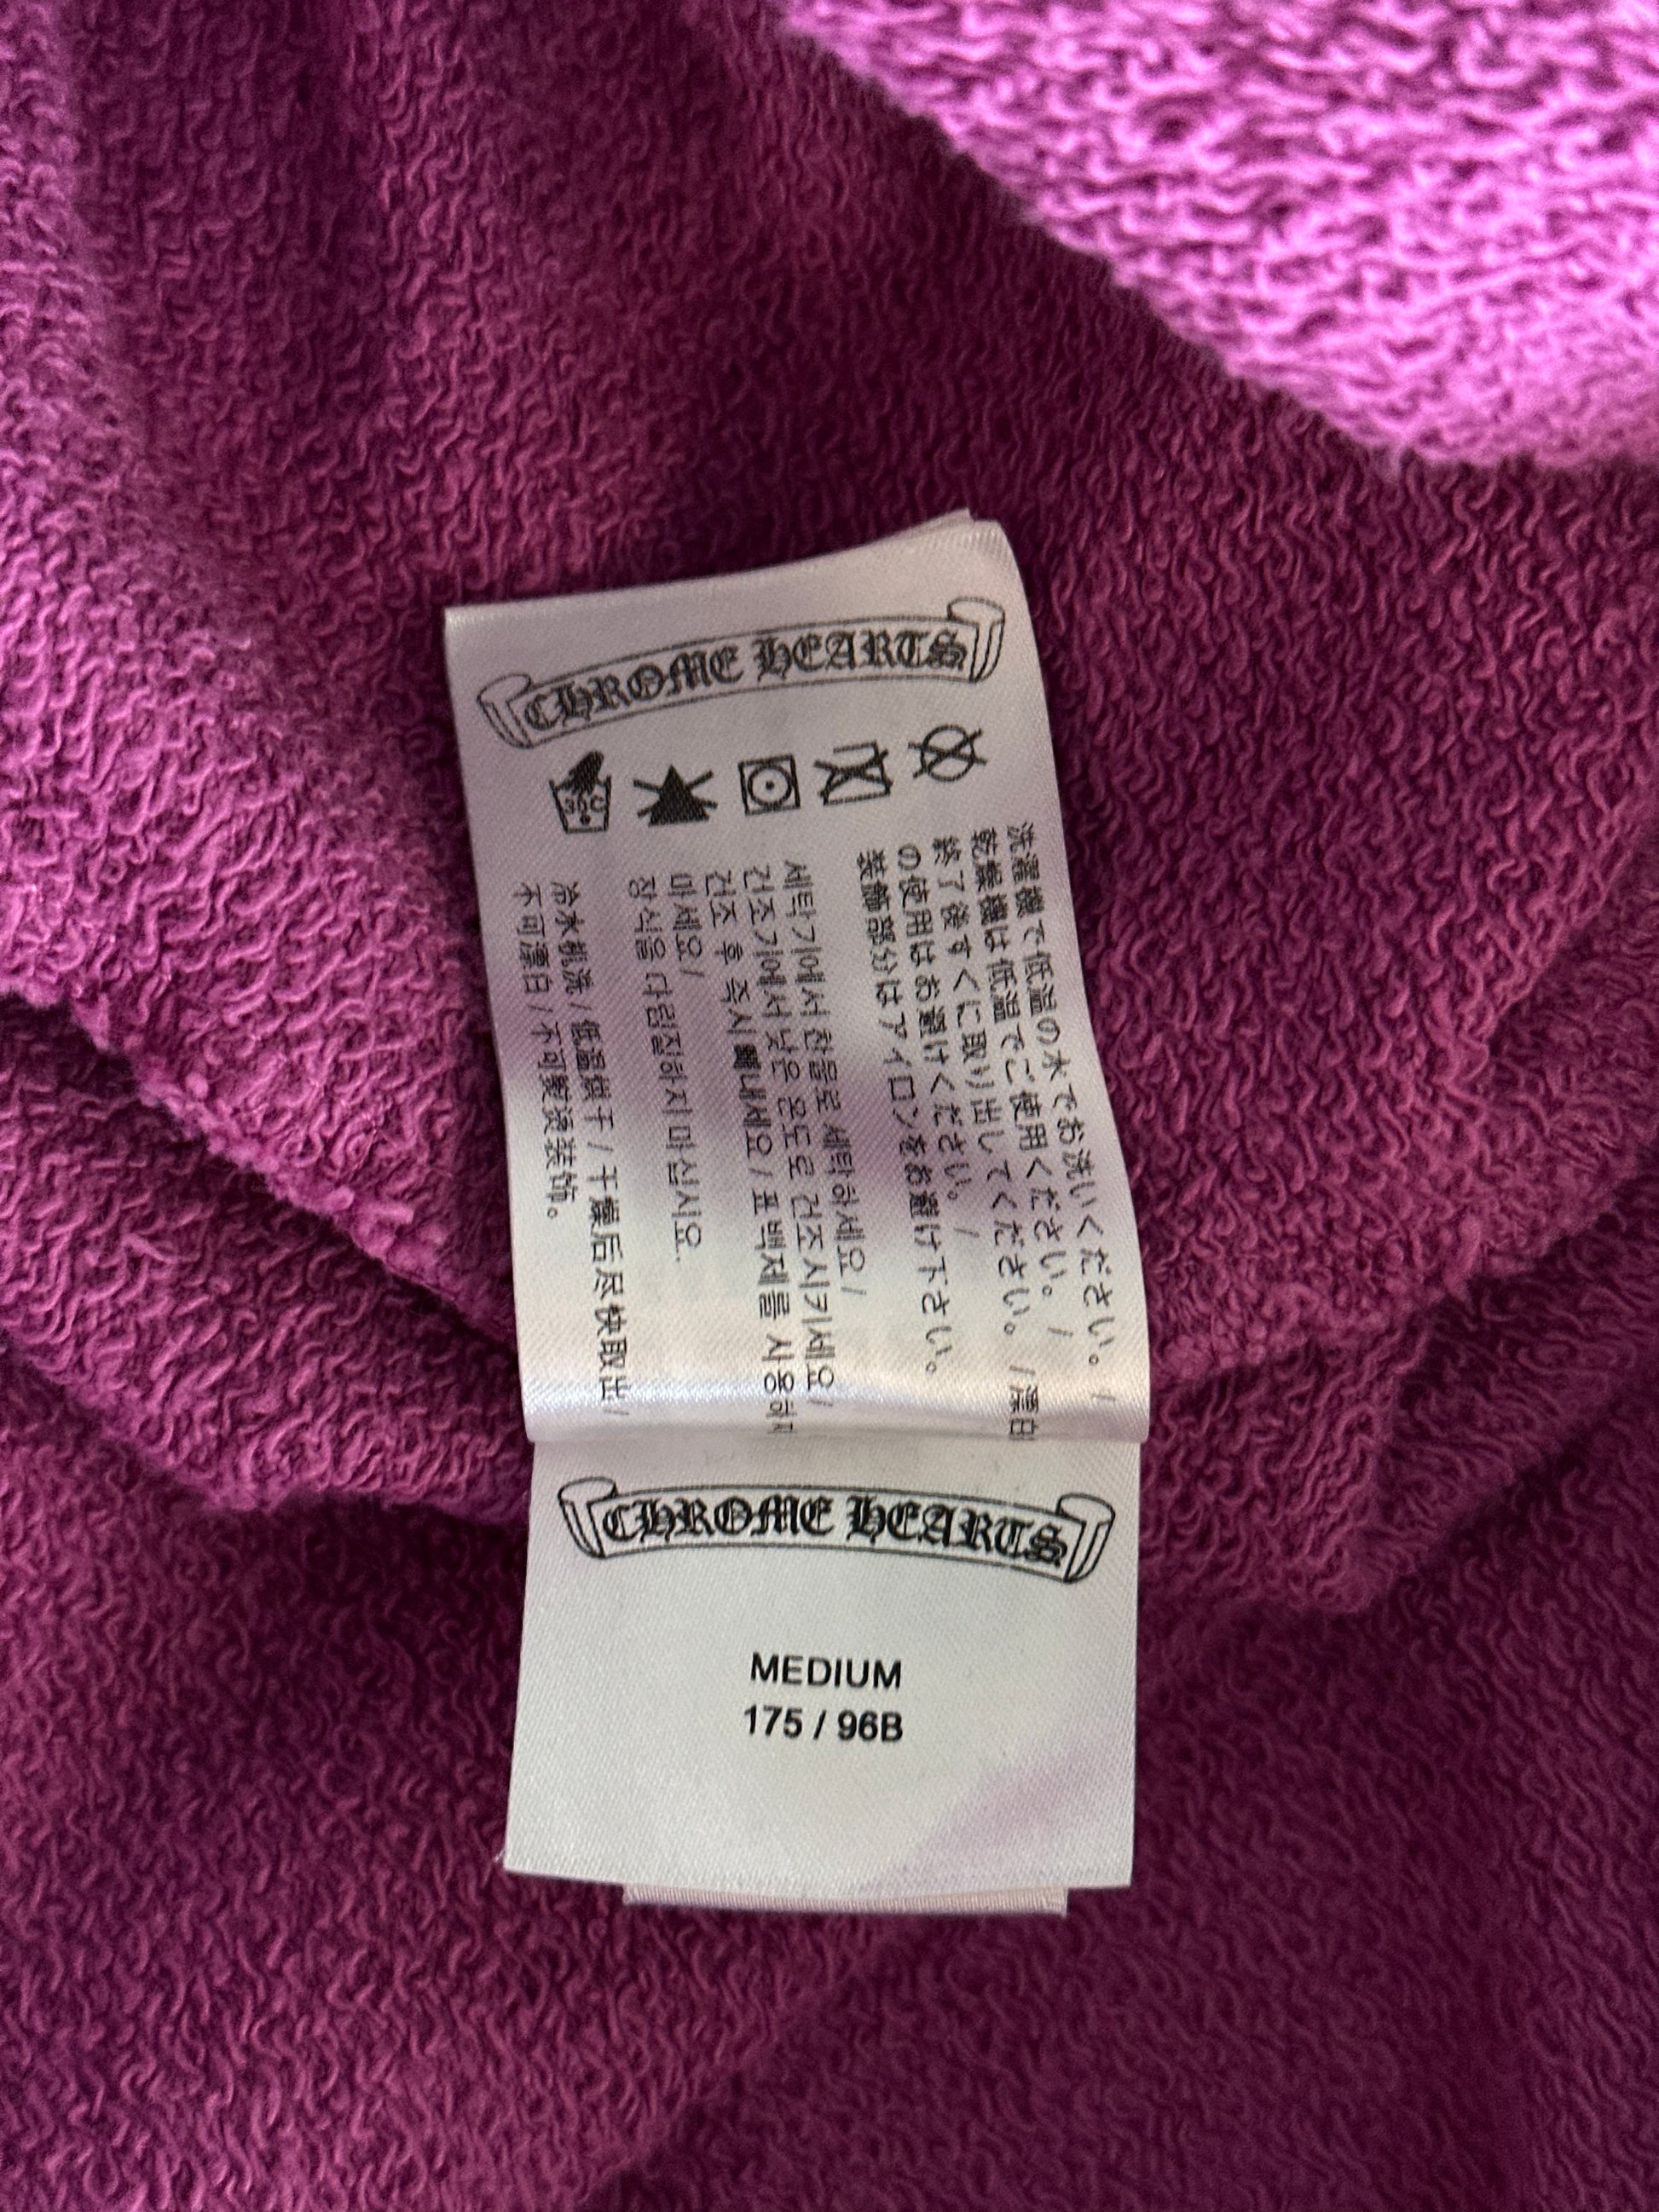 CHROME HEARTS
30C
洗濯機で低温の水でお洗いください。 /
乾燥機は低温でご使用ください。 /
終了後すぐに取り出してください。 / 漂白
の使用はお避けください。 /
装飾部分はアイロンをお避け下さい。
세탁기에서 찬물로 세탁하세요 /
건조기에서 낮은 온도로 건조시키세요 /
건조 후 즉시 빼내세요 / 표백제를 사용하지
마세요 /
장식을 다림질하지 마십시오.
冷水机洗 / 低温烘干 / 干燥后尽快取出 /
不可漂白 / 不可熨烫装饰。
CHROME HEARTS
MEDIUM
175 / 96B